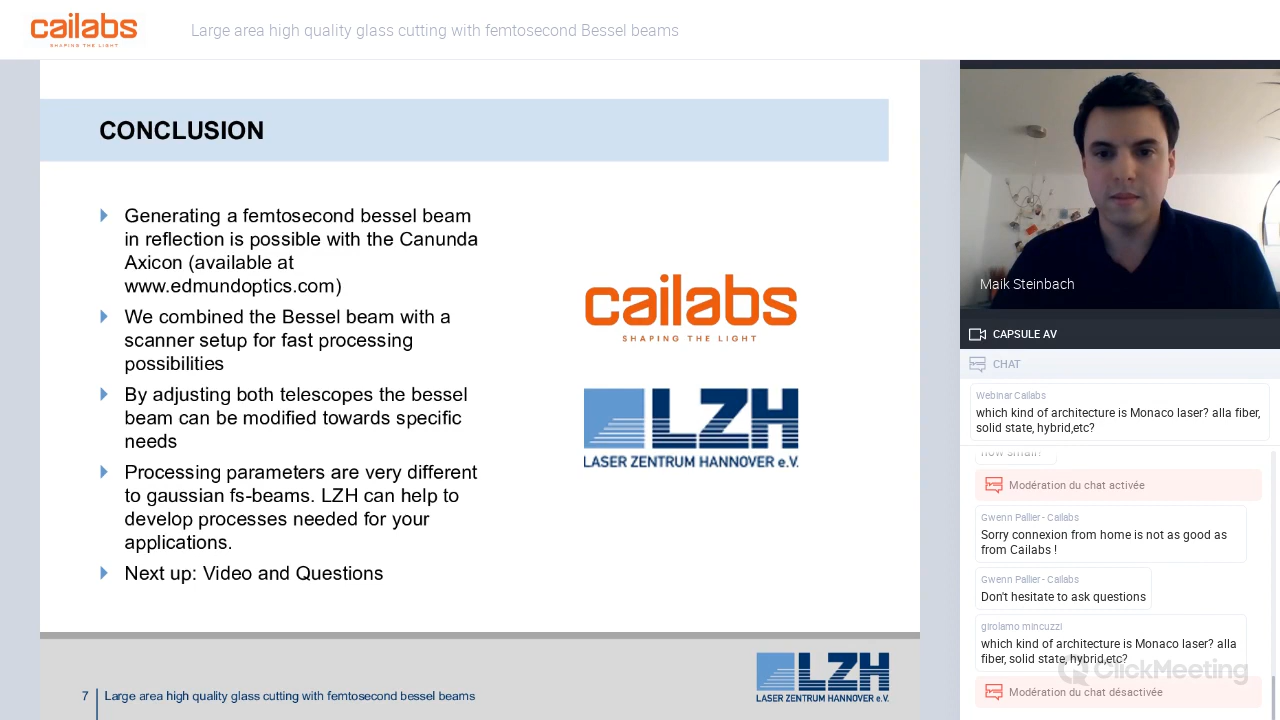 cailabs
SHAPING THE LIGHT
Large area high quality glass cutting with femtosecond Bessel beams
CONCLUSION
Generating a femtosecond bessel beam
in reflection is possible with the Canunda
Axicon (available at
www.edmundoptics.com)
We combined the Bessel beam with a
scanner setup for fast processing
possibilities
By adjusting both telescopes the bessel
beam can be modified towards specific
needs
Processing parameters are very different
to gaussian fs-beams. LZH can help to
develop processes needed for your
applications.
Next up: Video and Questions
cailabs
SHAPING THE LIGHT
LZH
LASER ZENTRUM HANNOVER e.V.
7
Large area high quality glass cutting with femtosecond bessel beams
LZH
LASER ZENTRUM HANNOVER e.V.
Maik Steinbach
CAPSULE AV
CHAT
Webinar Cailabs
which kind of architecture is Monaco laser? alla fiber,
solid state, hybrid,etc?
how small?
Modération du chat activée
Gwenn Pallier - Cailabs
Sorry connexion from home is not as good as
from Cailabs !
Gwenn Pallier - Cailabs
Don't hesitate to ask questions
girolamo mincuzzi
which kind of architecture is Monaco laser? alla
fiber, solid state, hybrid,etc?
ClickMeeting
Modération du chat désactivée